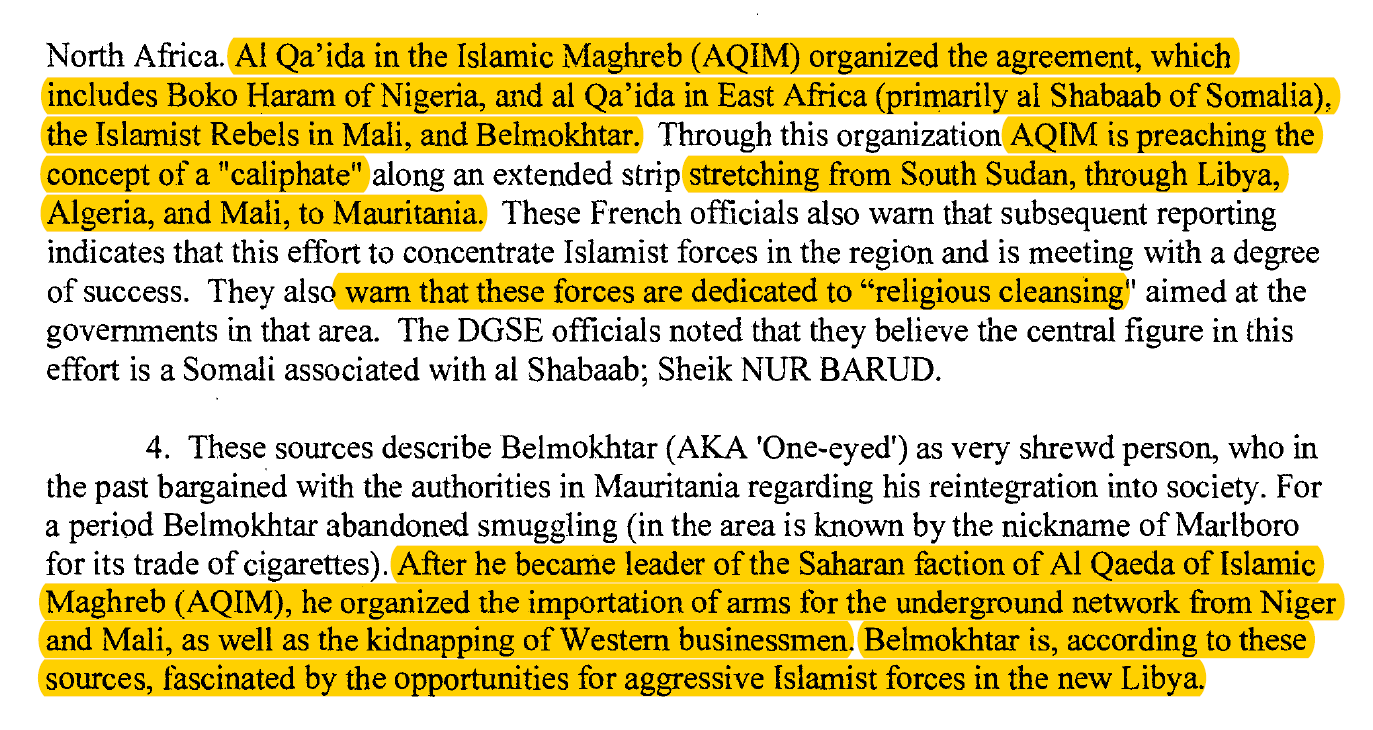 North Africa. Al Qa’ida in the Islamic Maghreb (AQIM) organized the agreement, which
includes Boko Haram of Nigeria, and al Qa’ida in East Africa (primarily al Shabaab of Somalia),
the Islamist Rebels in Mali, and Belmokhtar. Through this organization AQIM is preaching the
concept of a "caliphate" along an extended strip stretching from South Sudan, through Libya,
Algeria, and Mali, to Mauritania. These French officials also warn that subsequent reporting
indicates that this effort to concentrate Islamist forces in the region and is meeting with a degree
of success. They also warn that these forces are dedicated to “religious cleansing" aimed at the
governments in that area. The DGSE officials noted that they believe the central figure in this
effort is a Somali associated with al Shabaab; Sheik NUR BARUD.
4. These sources describe Belmokhtar (AKA 'One-eyed') as very shrewd person, who in
the past bargained with the authorities in Mauritania regarding his reintegration into society. For
a period Belmokhtar abandoned smuggling (in the area is known by the nickname of Marlboro
for its trade of cigarettes). After he became leader of the Saharan faction of Al Qaeda of Islamic
Maghreb (AQIM), he organized the importation of arms for the underground network from Niger
and Mali, as well as the kidnapping of Western businessmen. Belmokhtar is, according to these
sources, fascinated by the opportunities for aggressive Islamist forces in the new Libya.